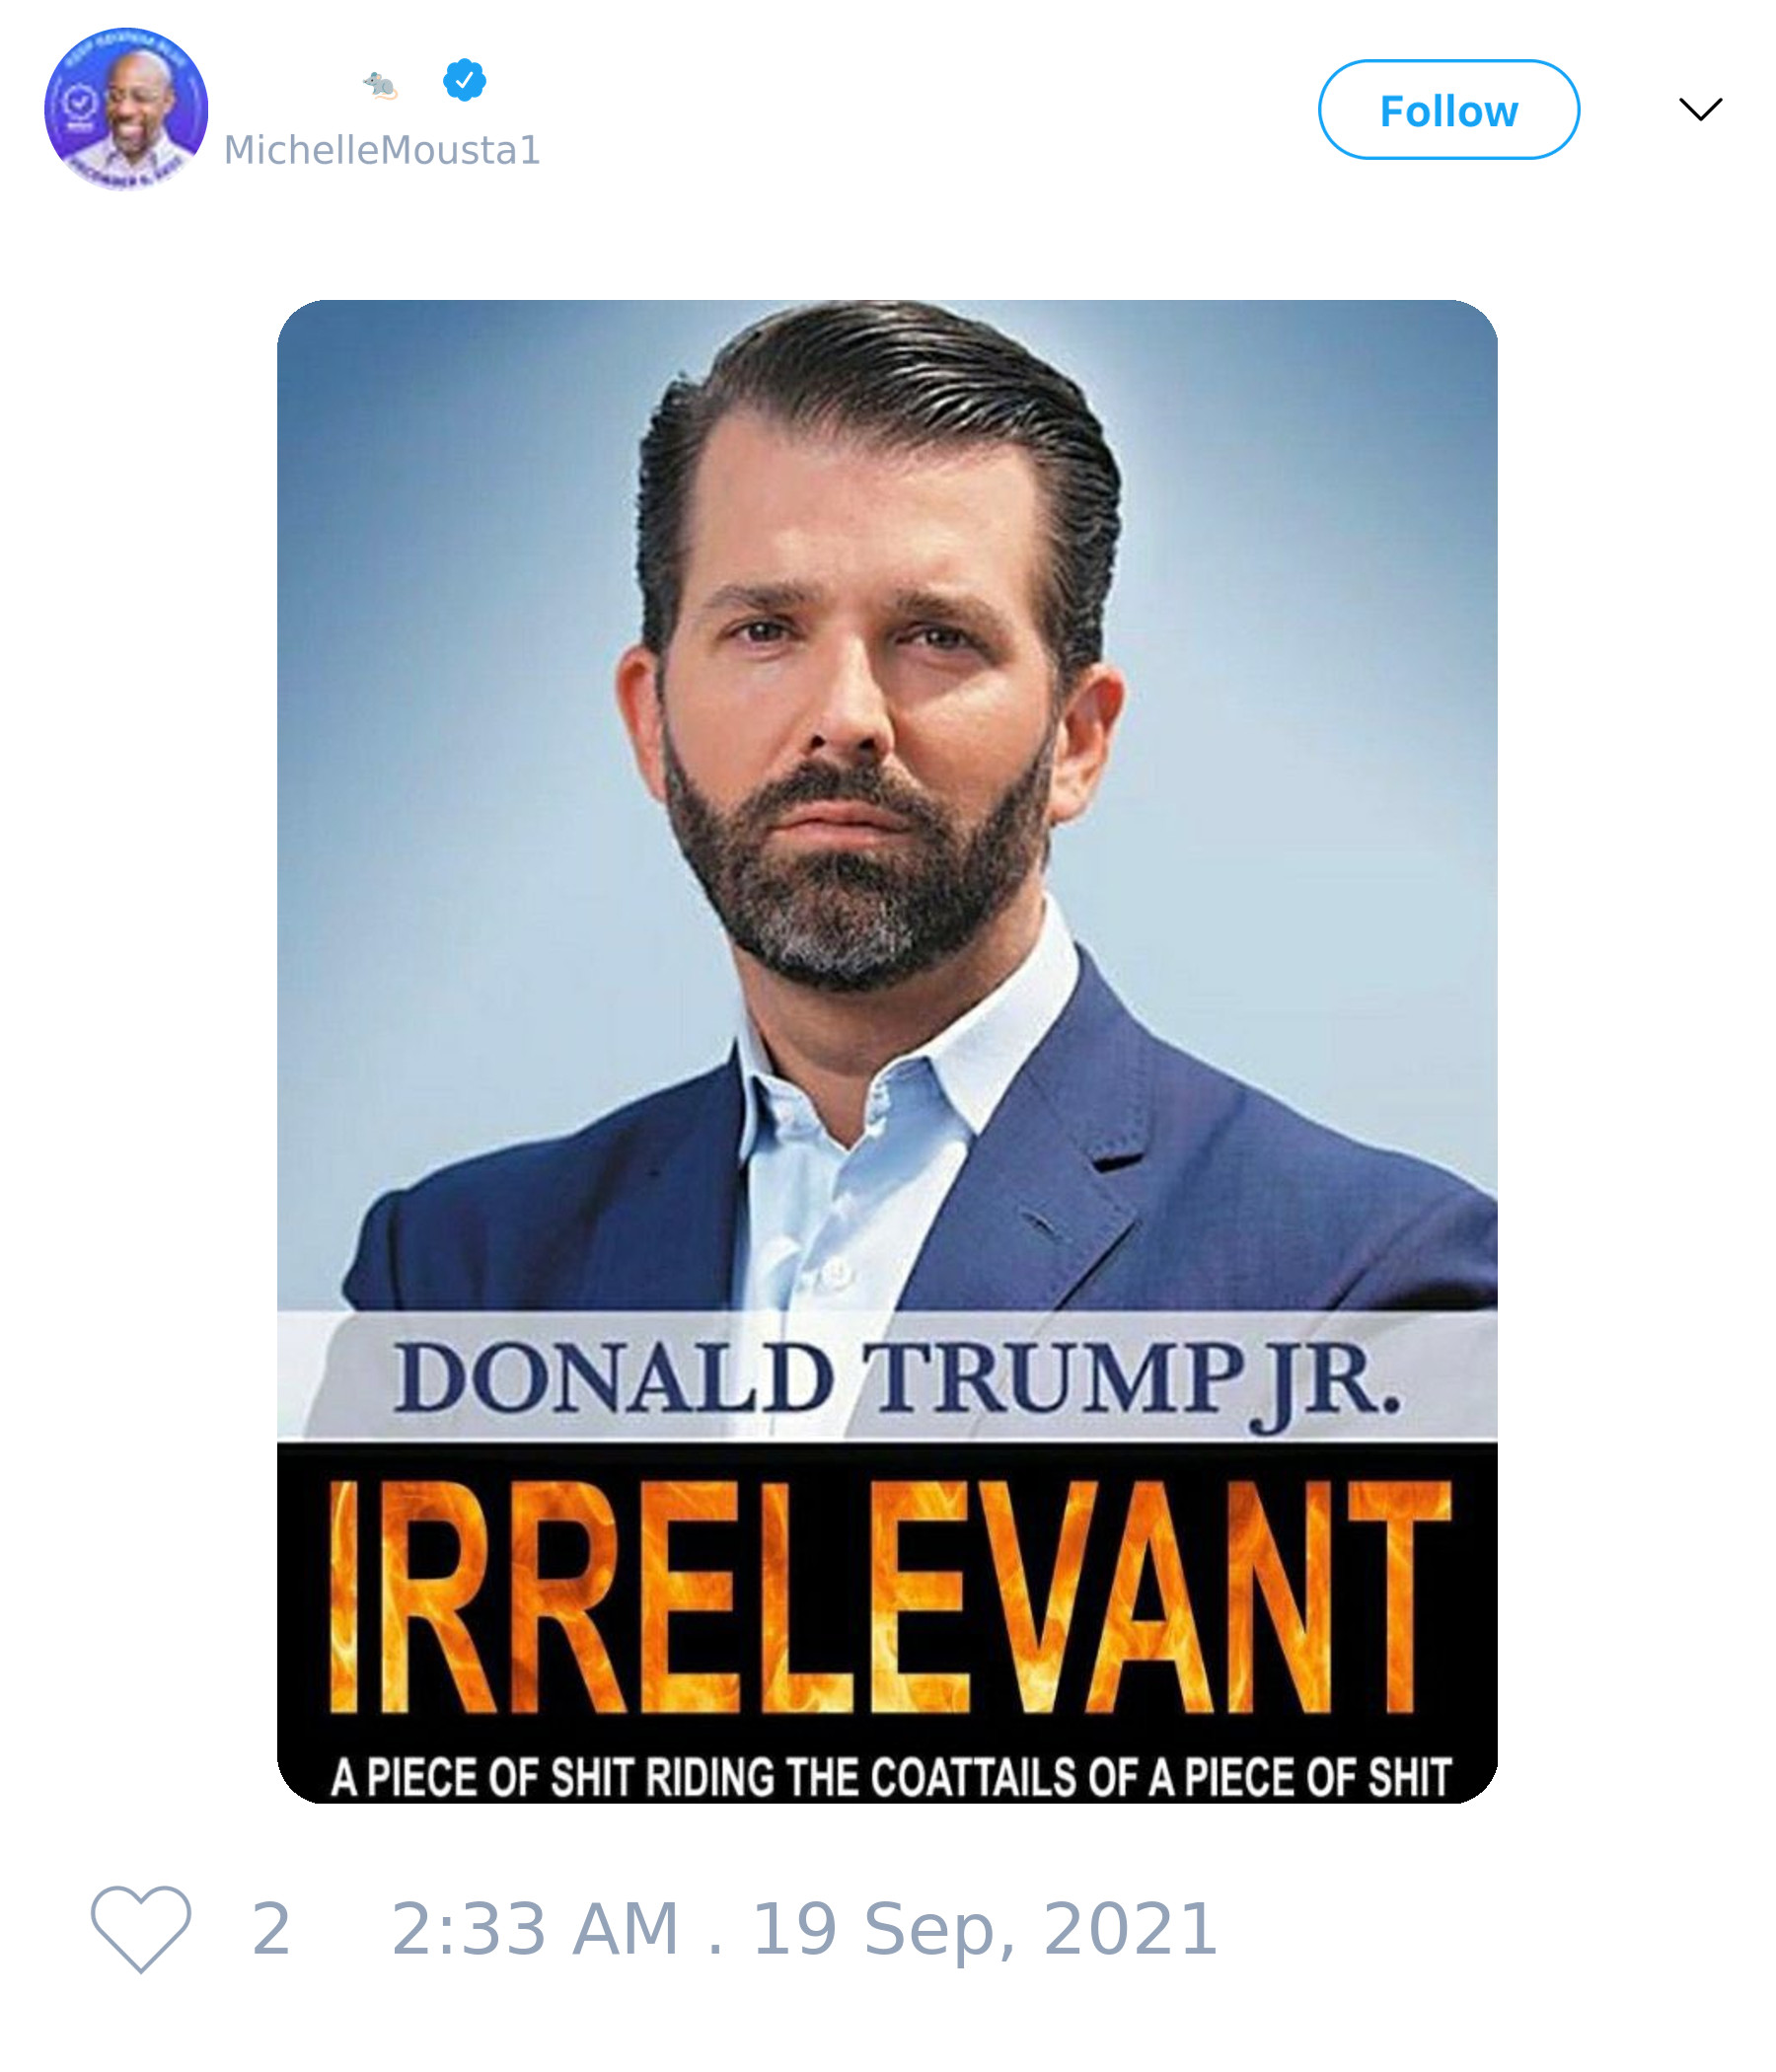 MichelleMousta1
Follow
DONALD TRUMP JR.
IRRELEVANT
A PIECE OF SHIT RIDING THE COATTAILS OF A PIECE OF SHIT
2 2:33 AM . 19 Sep, 2021